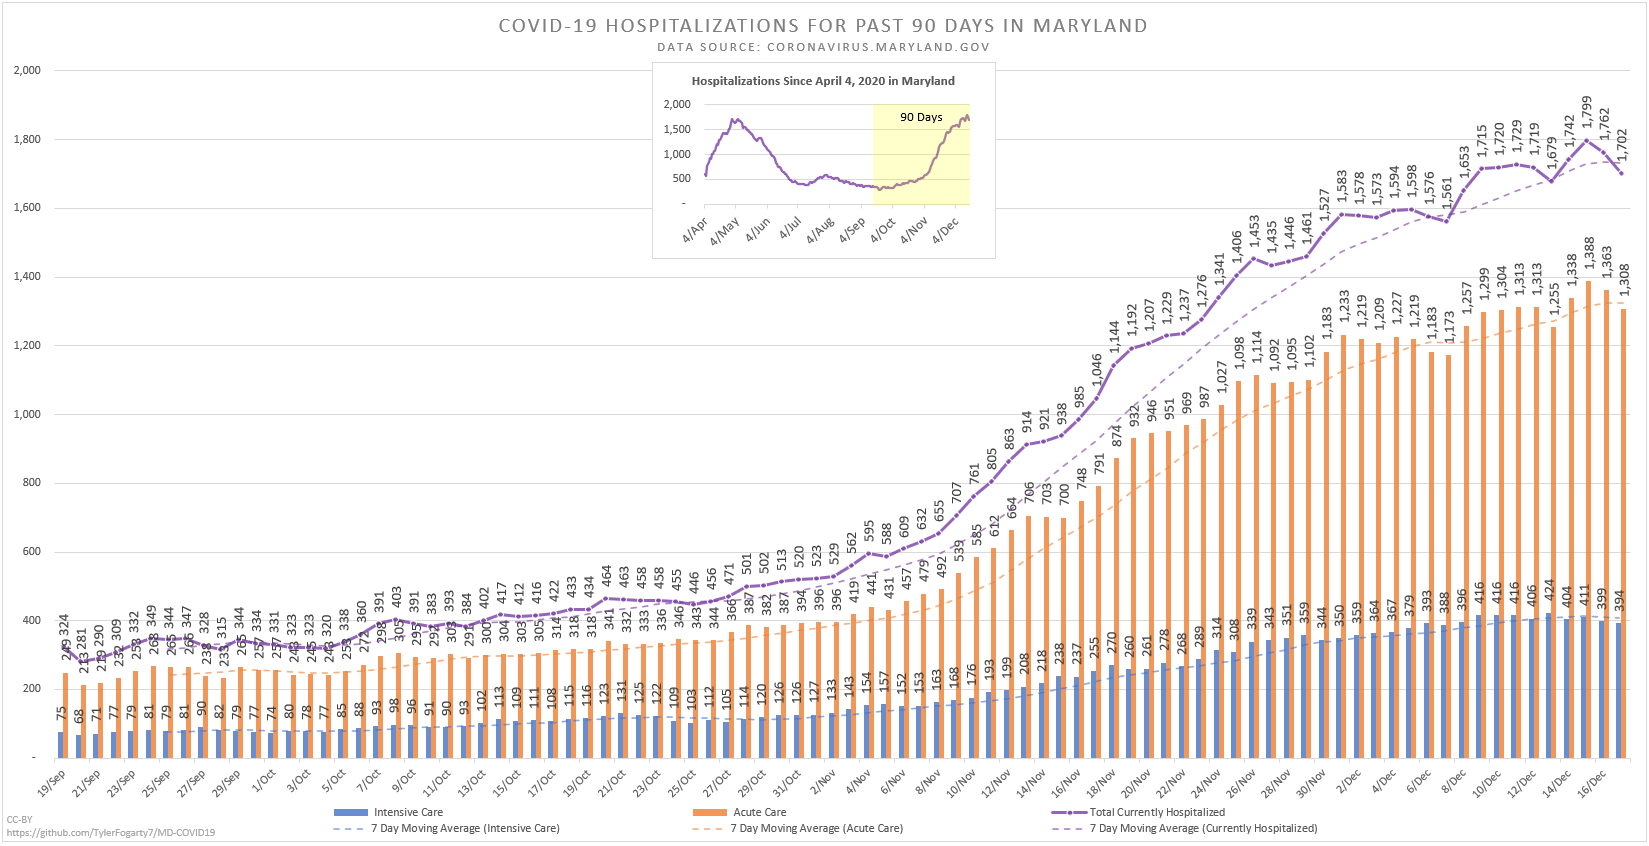 COVID-19 HOSPITALIZATIONS FOR PAST 90 DAYS IN MARYLAND
DATA SOURCE: CORONAVIRUS.MARYLAND.GOV
Hospitalizations Since April 4, 2020 in Maryland
2,000
1,500
1,000
500
-
90 Days
4/Apr 4/May 4/Jun 4/Jul 4/Aug 4/Sep 4/Oct 4/Nov 4/Dec
2,000
1,800
1,600
1,400
1,200
1,000
800
600
400
200
-
324 281 290 309 332 349 344 347 328 315 344 334 331 323 323 320 338 360 391 403 391 383 393 384 402 417 412 416 422 433 434 464 463 458 458 455 446 456 471 501 502 513 520 523 529 562 595 588 609 632 655 707 761 805 863 914 921 938 985 1,046 1,144 1,192 1,207 1,229 1,237 1,276 1,341 1,406 1,453 1,435 1,446 1,461 1,527 1,583 1,578 1,573 1,594 1,598 1,576 1,561 1,653 1,715 1,720 1,729 1,719 1,679 1,742 1,799 1,762 1,702
249 213 219 232 253 268 265 266 238 233 265 257 257 243 245 243 253 272 298 305 295 292 303 291 300 304 303 305 314 318 318 341 332 333 336 346 343 344 366 387 382 387 394 396 396 419 441 431 457 479 492 539 585 612 664 706 703 700 748 791 874 932 946 951 969 987 1,027 1,098 1,114 1,092 1,095 1,102 1,183 1,233 1,219 1,209 1,227 1,219 1,183 1,173 1,257 1,299 1,304 1,313 1,313 1,255 1,338 1,388 1,363 1,308
75 68 71 77 79 81 79 81 90 82 79 77 74 80 78 77 85 88 93 98 96 91 90 93 102 113 109 111 108 115 116 123 131 125 122 109 103 112 105 114 120 126 126 127 133 143 154 157 152 153 163 168 176 193 199 208 218 238 237 255 270 260 261 278 268 289 314 308 339 343 351 359 344 350 359 364 367 379 393 388 396 416 416 416 406 424 404 411 399 394
19/Sep 21/Sep 23/Sep 25/Sep 27/Sep 29/Sep 1/Oct 3/Oct 5/Oct 7/Oct 9/Oct 11/Oct 13/Oct 15/Oct 17/Oct 19/Oct 21/Oct 23/Oct 25/Oct 27/Oct 29/Oct 31/Oct 2/Nov 4/Nov 6/Nov 8/Nov 10/Nov 12/Nov 14/Nov 16/Nov 18/Nov 20/Nov 22/Nov 24/Nov 26/Nov 28/Nov 30/Nov 2/Dec 4/Dec 6/Dec 8/Dec 10/Dec 12/Dec 14/Dec 16/Dec
Intensive Care
Acute Care
Total Currently Hospitalized
7 Day Moving Average (Intensive Care)
7 Day Moving Average (Acute Care)
7 Day Moving Average (Currently Hospitalized)
CC-BY
https://github.com/TylerFogarty7/MD-COVID19